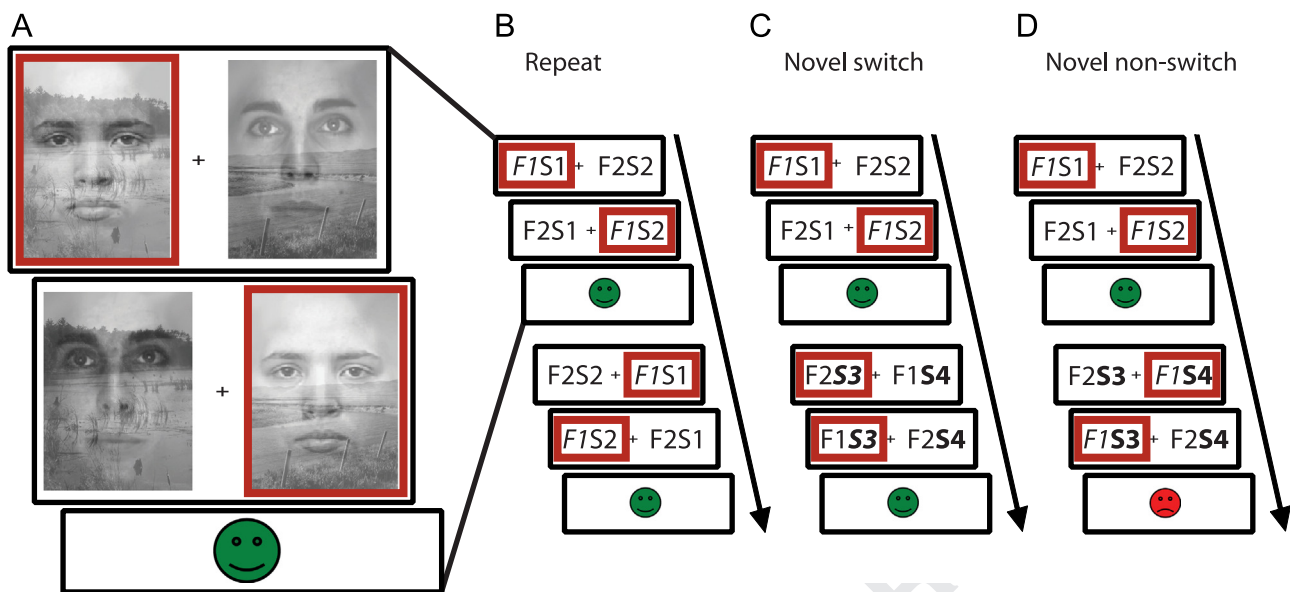 A
+
+
B
Repeat
F1S1 + F2S2
F2S1 + F1S2
F2S2 + F1S1
F1S2 + F2S1
C
Novel switch
F1S1 + F2S2
F2S1 + F1S2
F2S3 + F1S4
F1S3 + F2S4
D
Novel non-switch
F1S1 + F2S2
F2S1 + F1S2
F2S3 + F1S4
F1S3 + F2S4